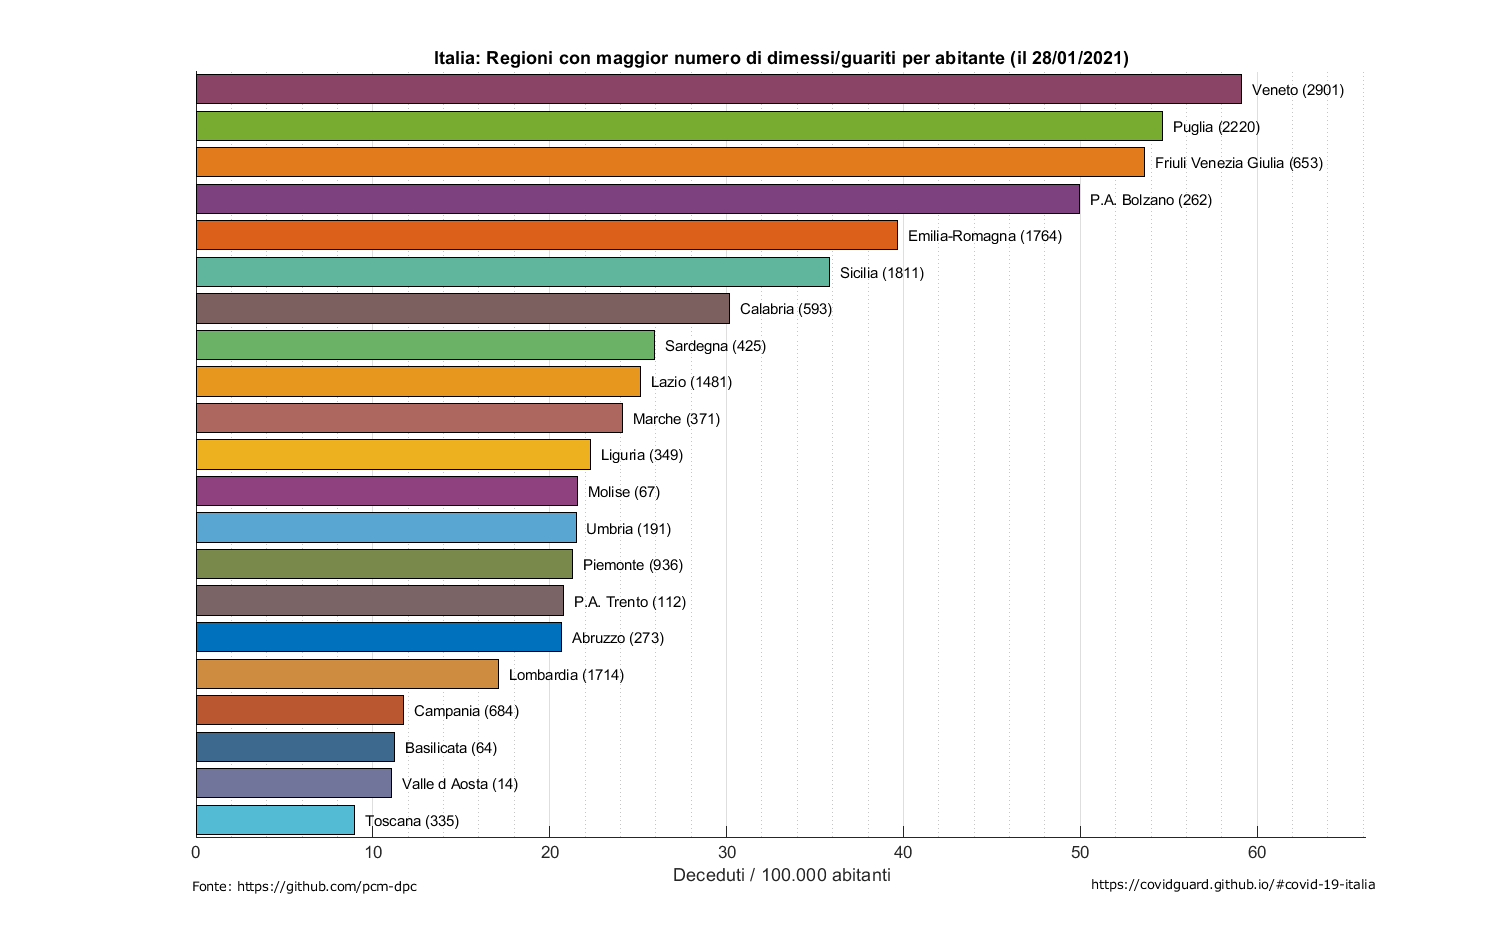 Italia: Regioni con maggior numero di dimessi/guariti per abitante (il 28/01/2021)
Veneto (2901)
Puglia (2220)
Friuli Venezia Giulia (653)
P.A. Bolzano (262)
Emilia-Romagna (1764)
Sicilia (1811)
Calabria (593)
Sardegna (425)
Lazio (1481)
Marche (371)
Liguria (349)
Molise (67)
Umbria (191)
Piemonte (936)
P.A. Trento (112)
Abruzzo (273)
Lombardia (1714)
Campania (684)
Basilicata (64)
Valle d Aosta (14)
Toscana (335)
0 10 20 30 40 50 60
Deceduti / 100.000 abitanti
Fonte: https://github.com/pcm-dpc
https://covidguard.github.io/#covid-19-italia